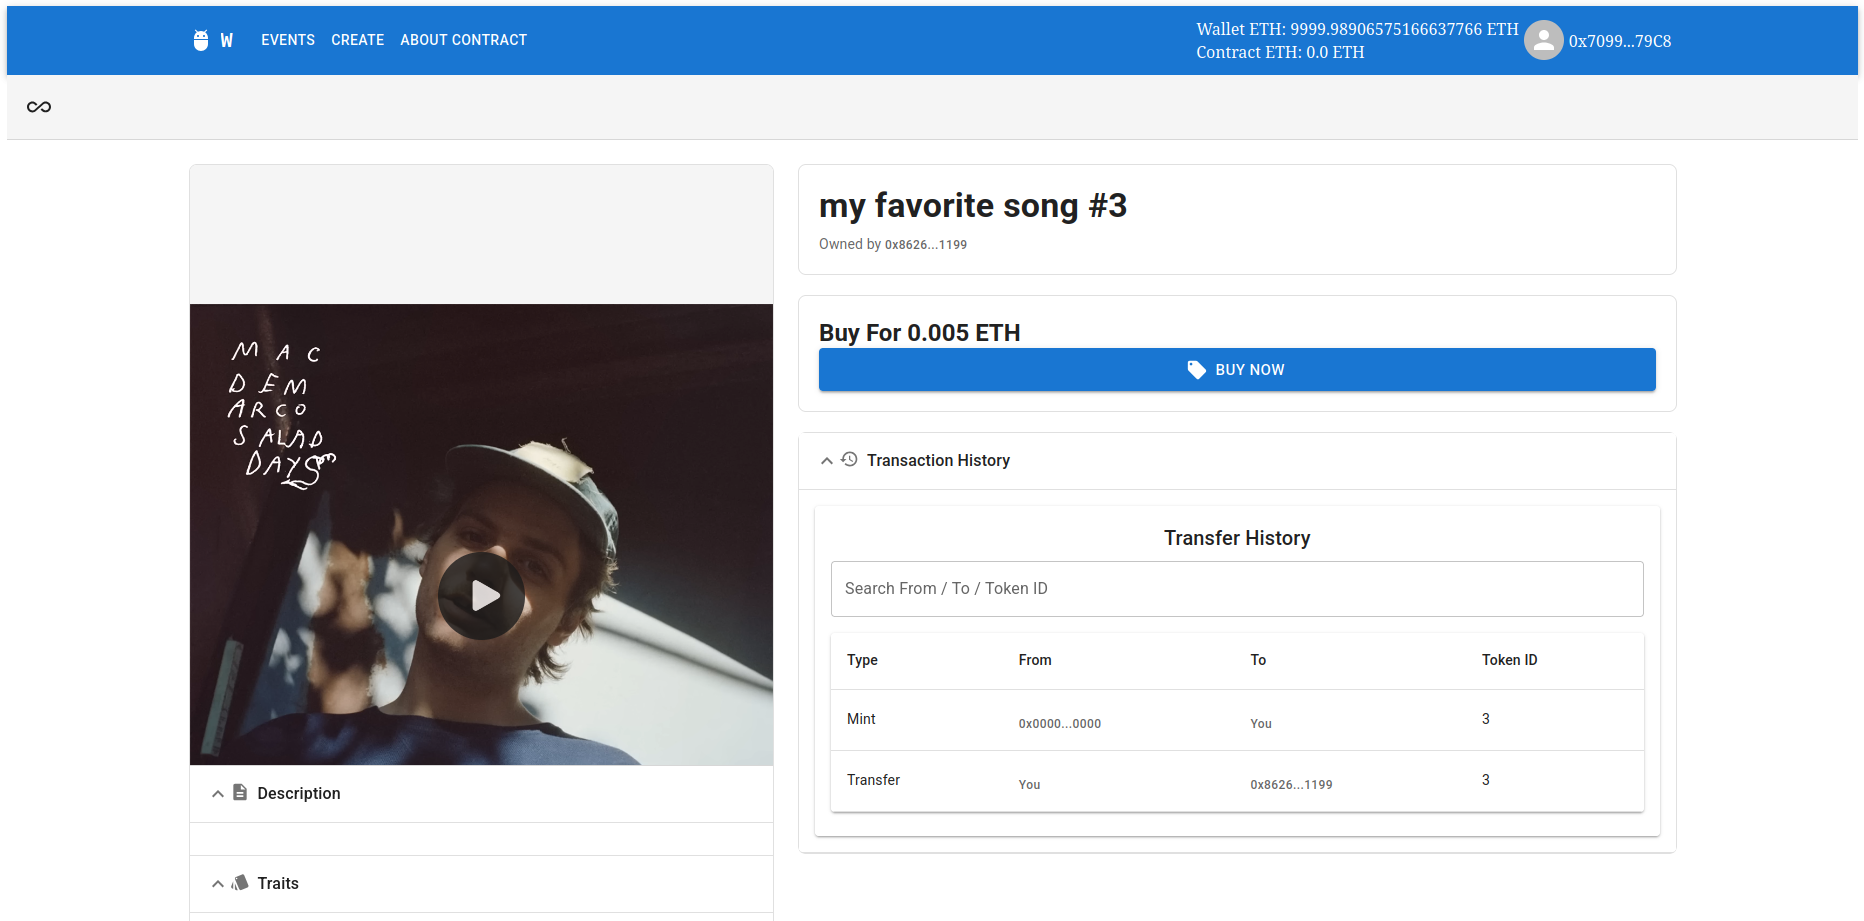 W EVENTS CREATE ABOUT CONTRACT
Wallet ETH: 9999.98906575166637766 ETH
Contract ETH: 0.0 ETH
0x7099...79C8
MAC
DEM
ARCO
SALAD
DAYS
Description
Traits
my favorite song #3
Owned by 0x8626...1199
Buy For 0.005 ETH
BUY NOW
Transaction History
Transfer History
Search From / To / Token ID
Type From To Token ID
Mint 0x0000...0000 You 3
Transfer You 0x8626...1199 3